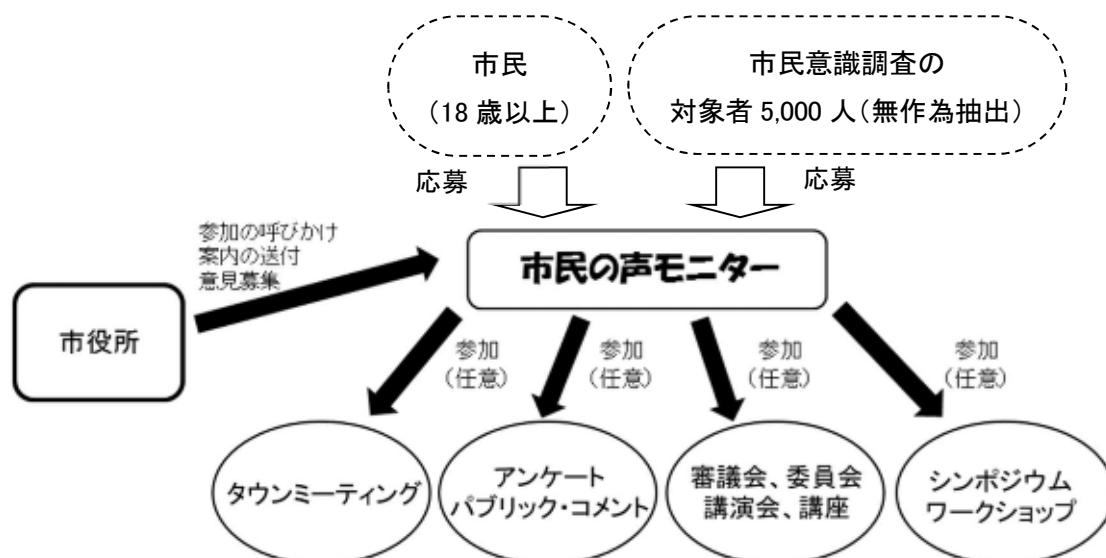 市民
（18 歳以上）
市民意識調査の
対象者 5,000 人（無作為抽出）
応募
応募
参加の呼びかけ
案内の送付
意見募集
市民の声モニター
市役所
参加
（任意）
参加
（任意）
参加
（任意）
参加
（任意）
タウンミーティング
アンケート
パブリック・コメント
審議会、委員会
講演会、講座
シンポジウム
ワークショップ